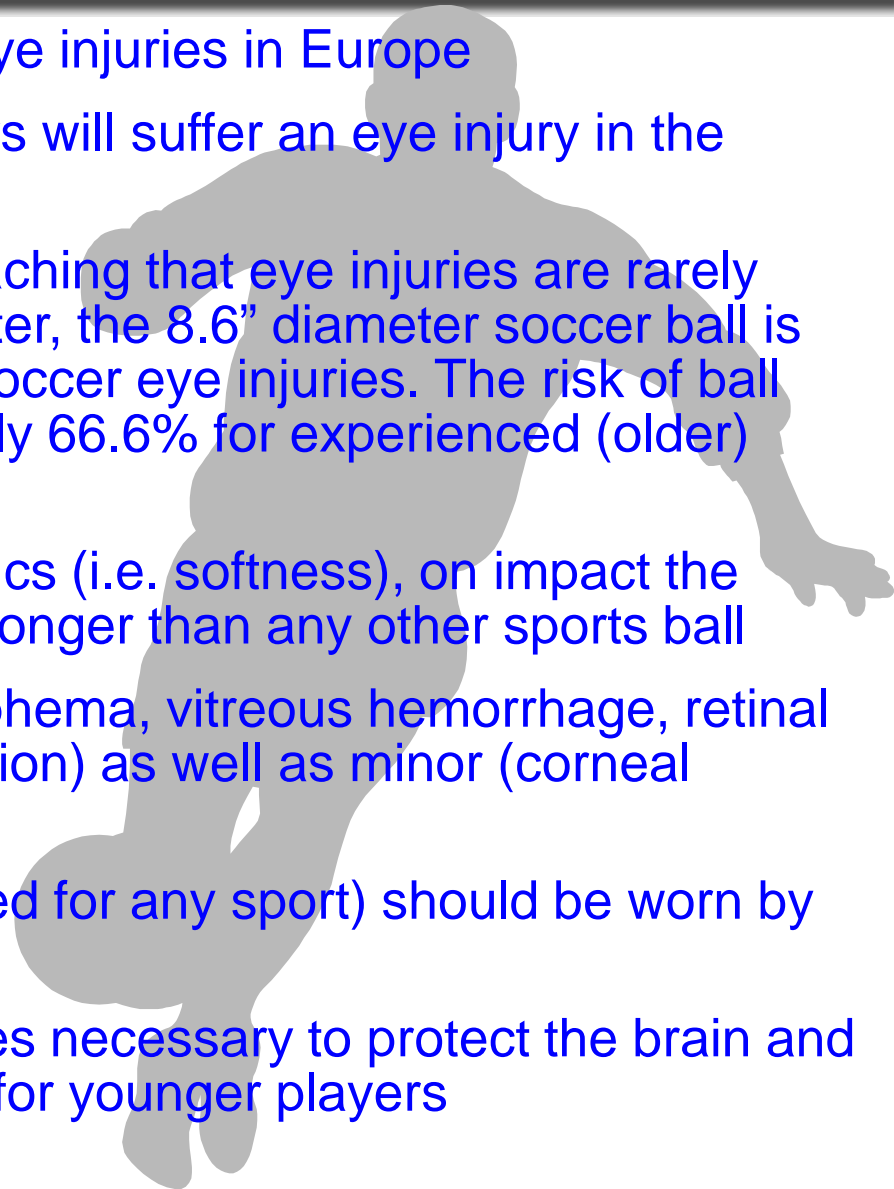 ye injuries in Europe
s will suffer an eye injury in the
ching that eye injuries are rarely
ter, the 8.6” diameter soccer ball is
occer eye injuries. The risk of ball
ly 66.6% for experienced (older)
cs (i.e. softness), on impact the
onger than any other sports ball
hema, vitreous hemorrhage, retinal
ion) as well as minor (corneal
ed for any sport) should be worn by
es necessary to protect the brain and
for younger players